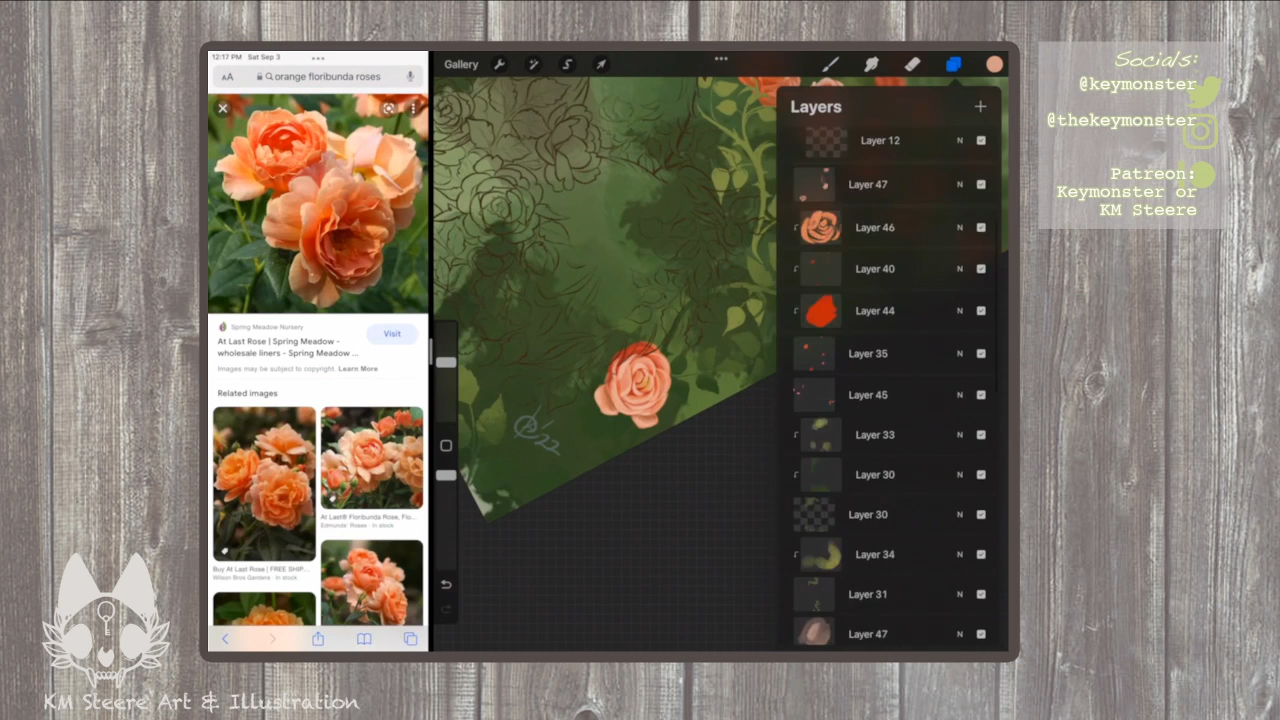 12:17 PM Sat Sep 3
AA
orange floribunda roses
Spring Meadow Nursery
At Last Rose | Spring Meadow -
wholesale liners - Spring Meadow ...
Visit
Images may be subject to copyright. Learn More
Related images
At Last® Floribunda Rose, Flo...
Edmunds' Roses · In stock
Buy At Last Rose | FREE SHIP...
Wilson Bros Gardens · In stock
Gallery
Layers
Layer 12 N
Layer 47 N
Layer 46 N
Layer 40 N
Layer 44 N
Layer 35 N
Layer 45 N
Layer 33 N
Layer 30 N
Layer 30 N
Layer 34 N
Layer 31 N
Layer 47 N
'22
Socials:
@keymonster
@thekeymonster
Patreon:
Keymonster or
KM Steere
KM Steere Art & Illustration